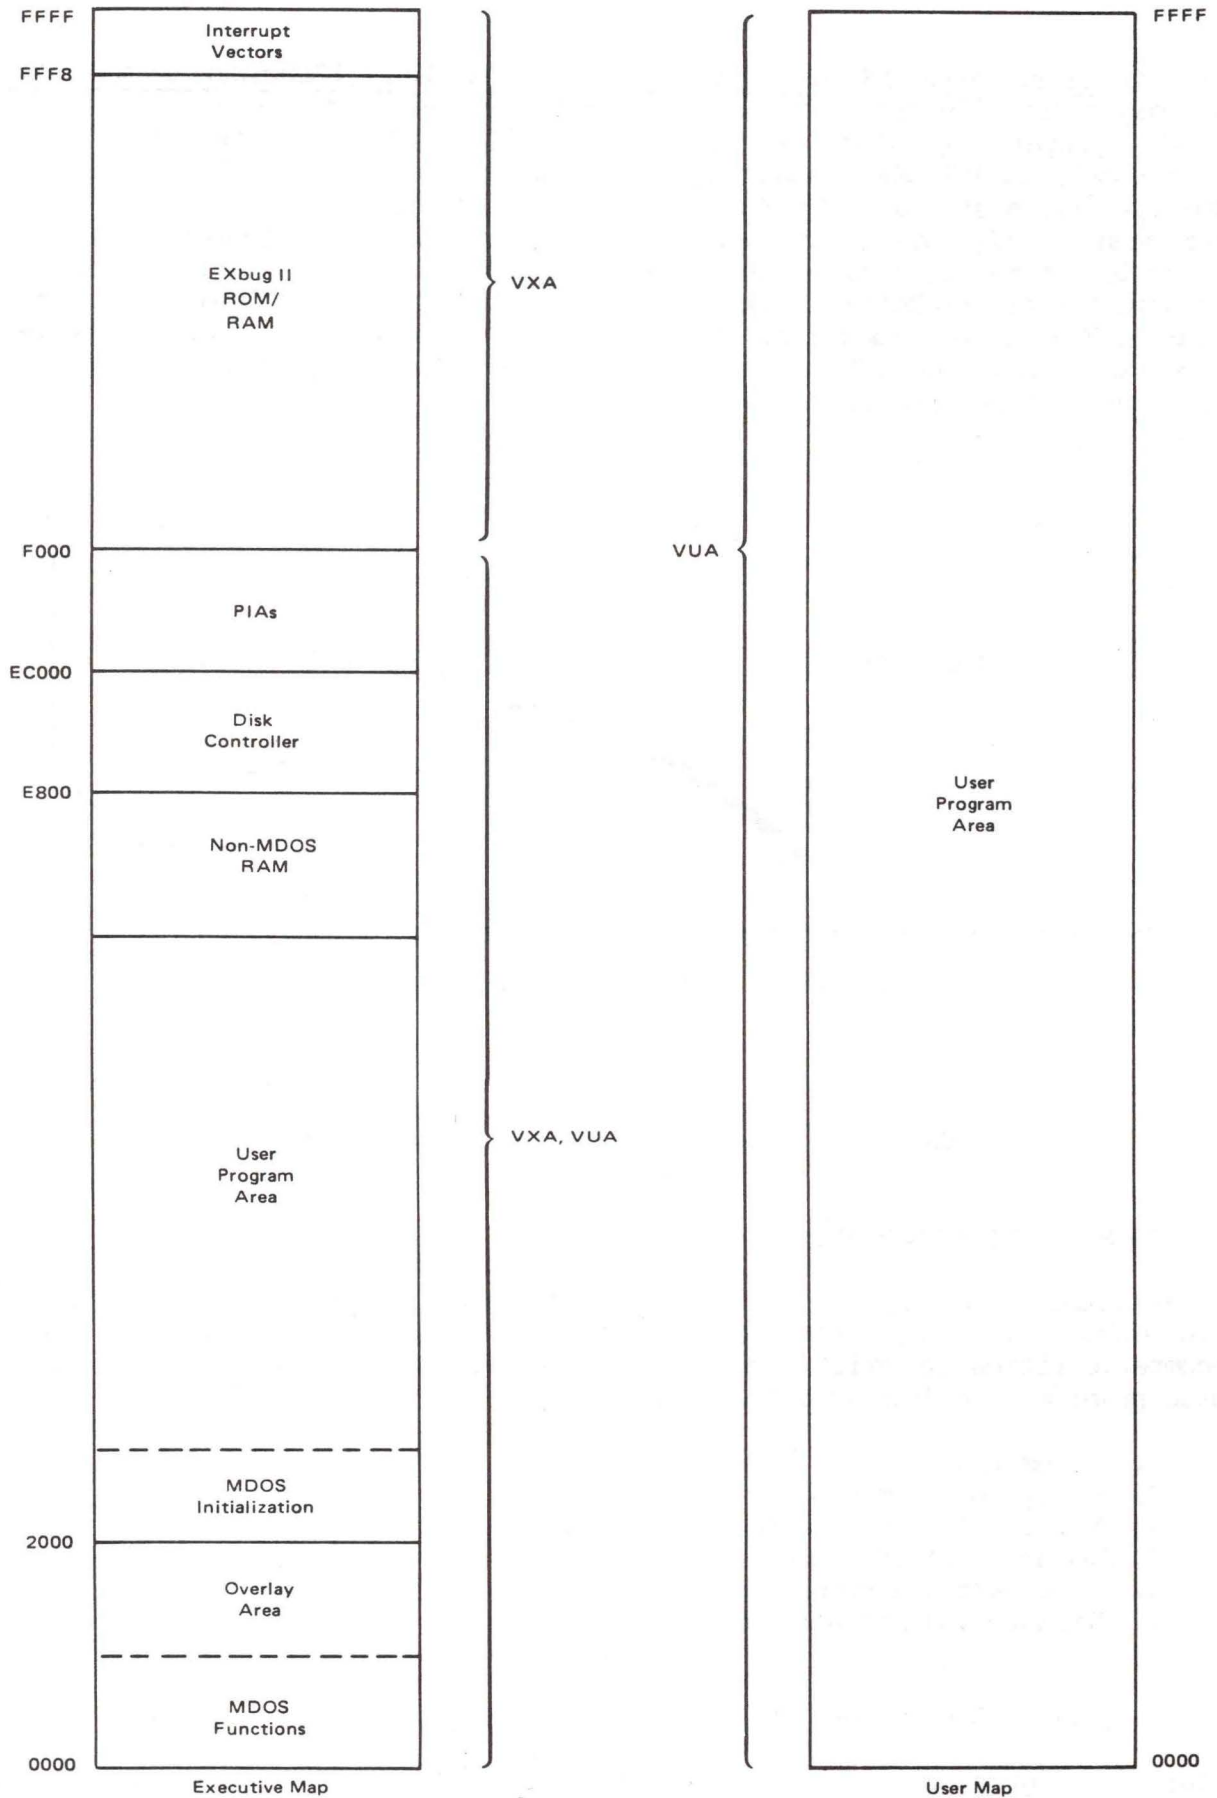 FFFF
Interrupt
Vectors
FFF8
EXbug II
ROM/
RAM
VXA
F000
PIAs
EC000
Disk
Controller
E800
Non-MDOS
RAM
User
Program
Area
VXA, VUA
MDOS
Initialization
2000
Overlay
Area
MDOS
Functions
0000
Executive Map
FFFF
VUA
User
Program
Area
0000
User Map